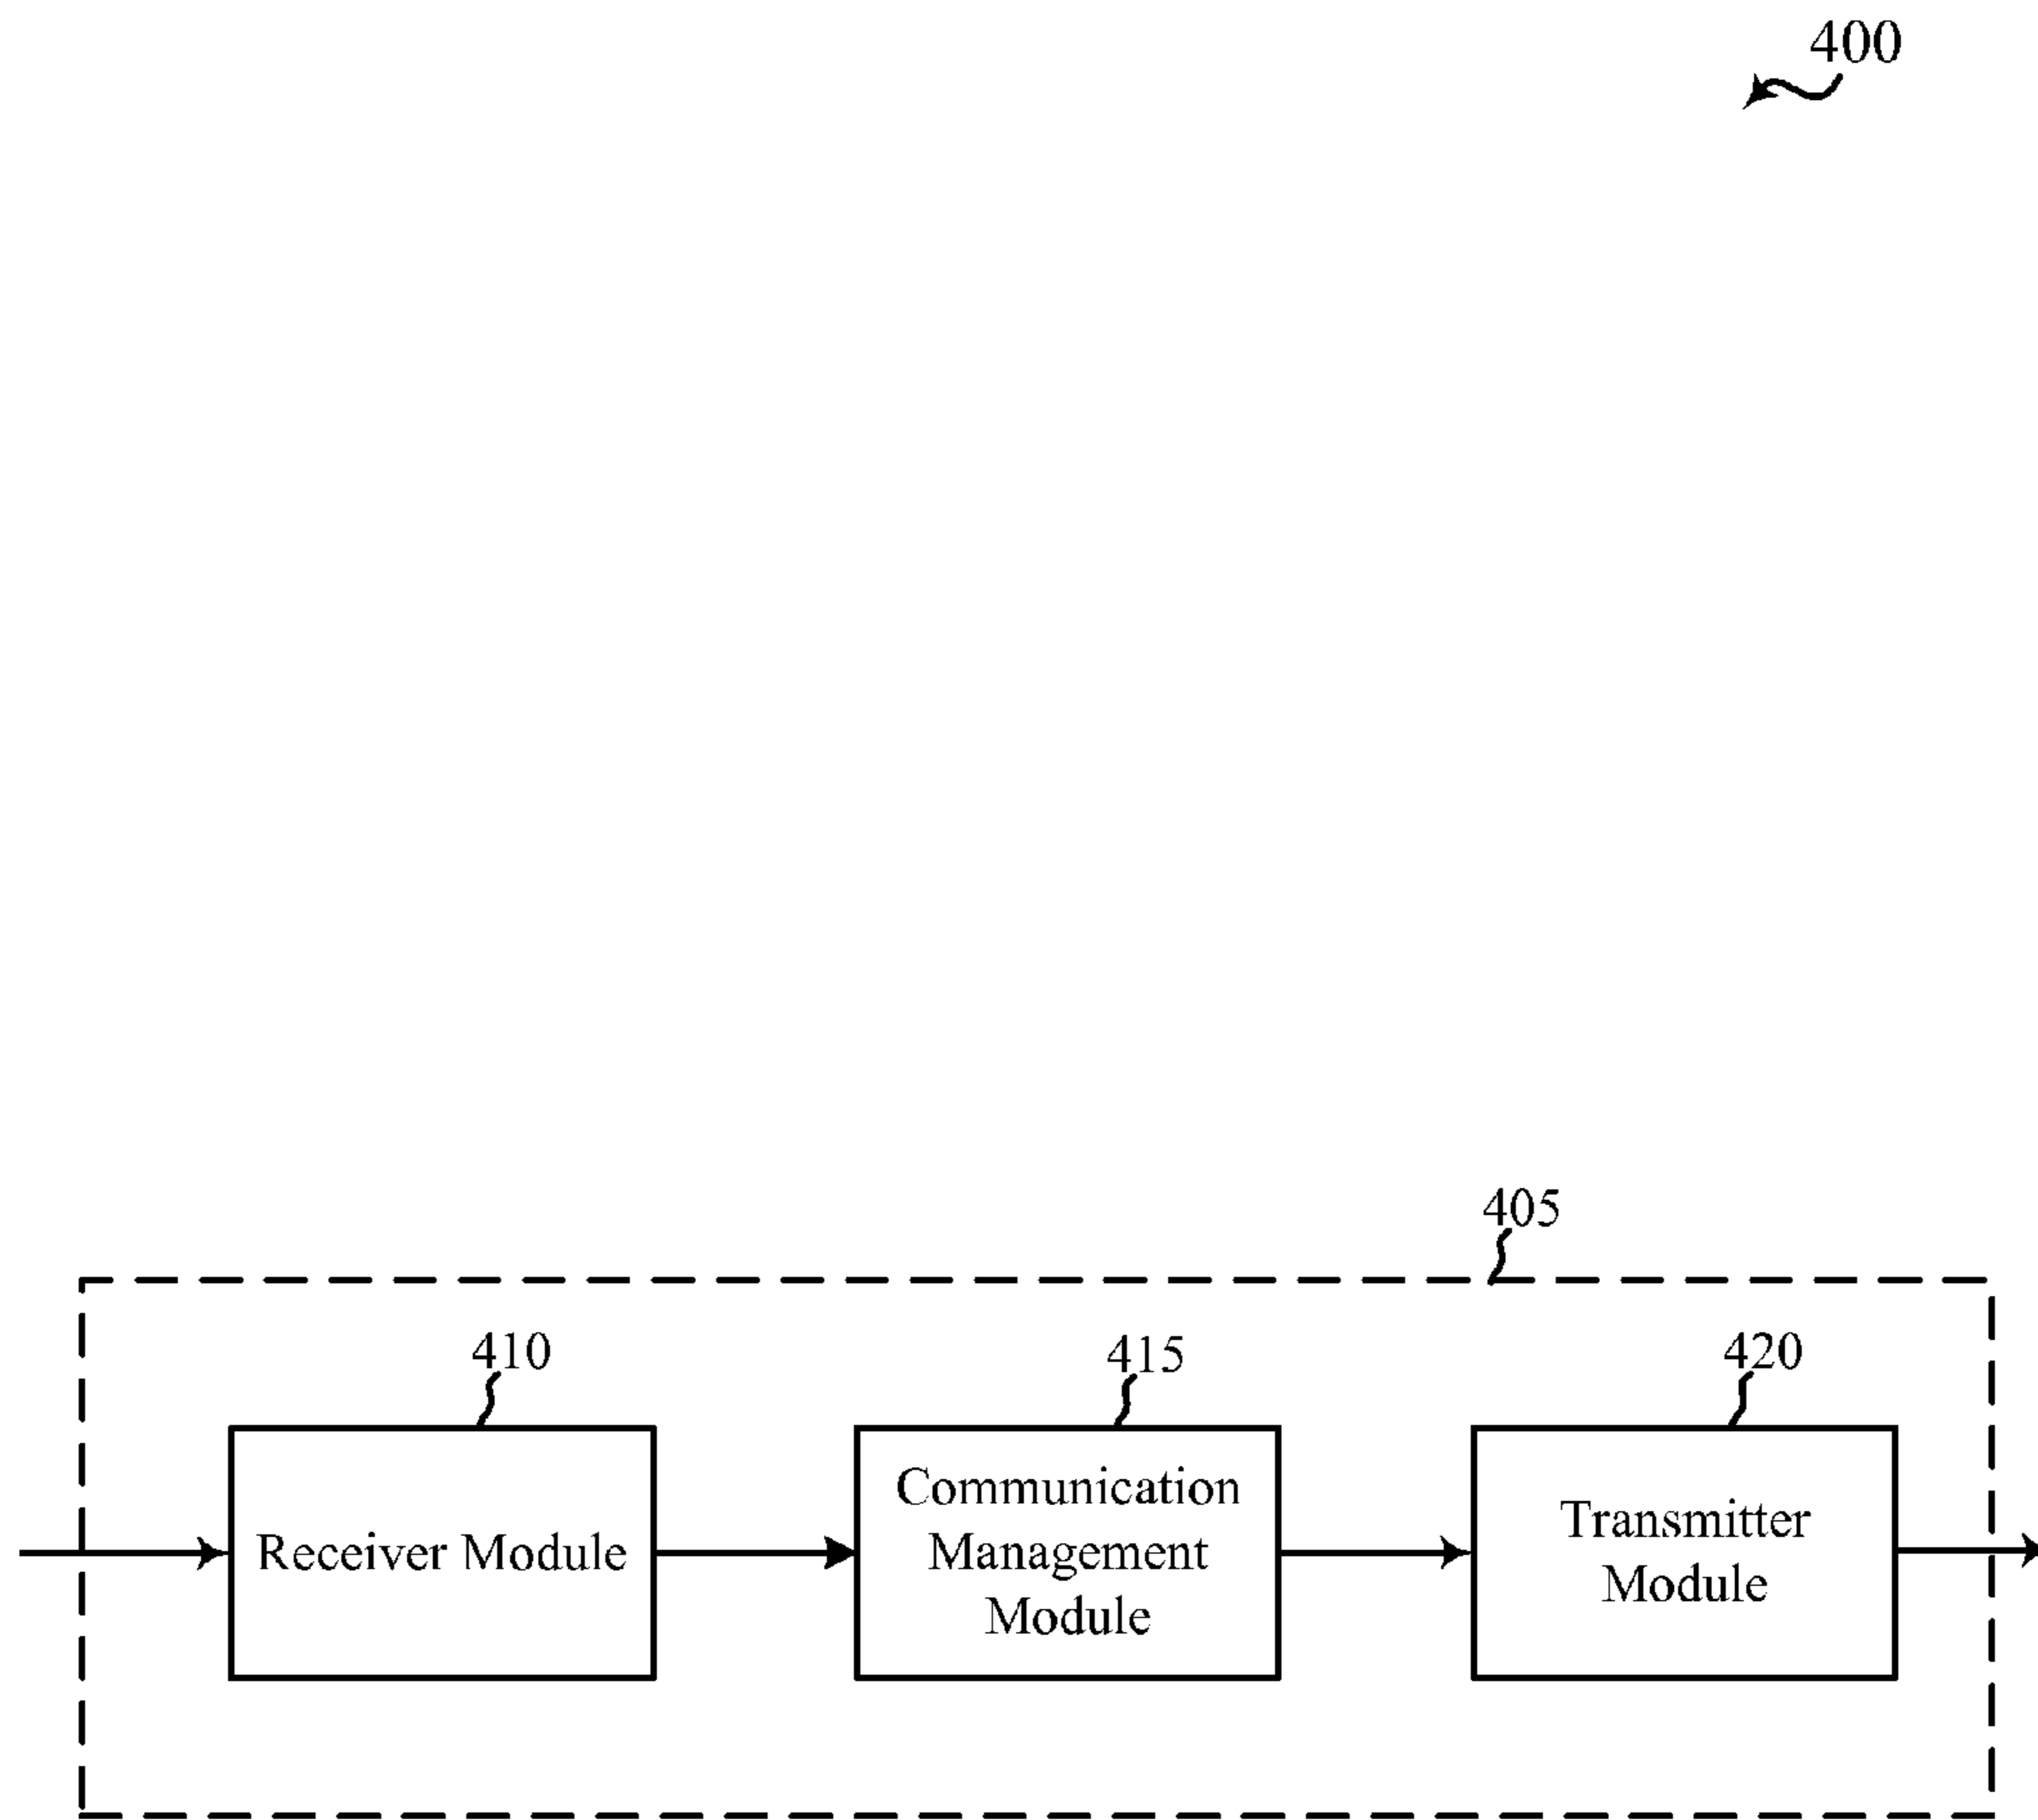 400
405
410
415
420
Receiver Module
Communication
Management
Module
Transmitter
Module